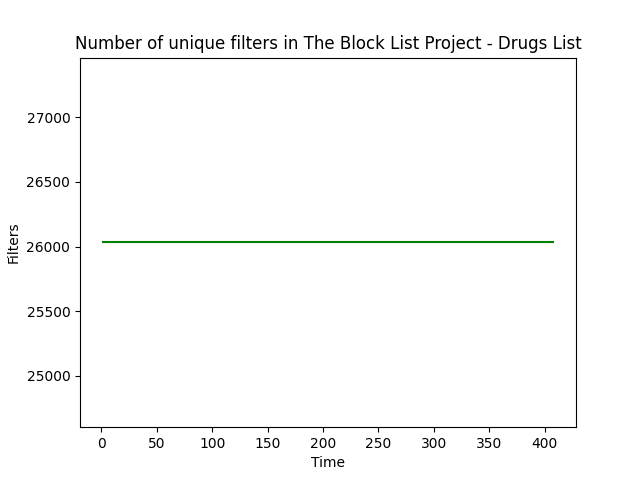 Number of unique filters in The Block List Project - Drugs List
27000
26500
26000
25500
25000
Filters
0 50 100 150 200 250 300 350 400
Time